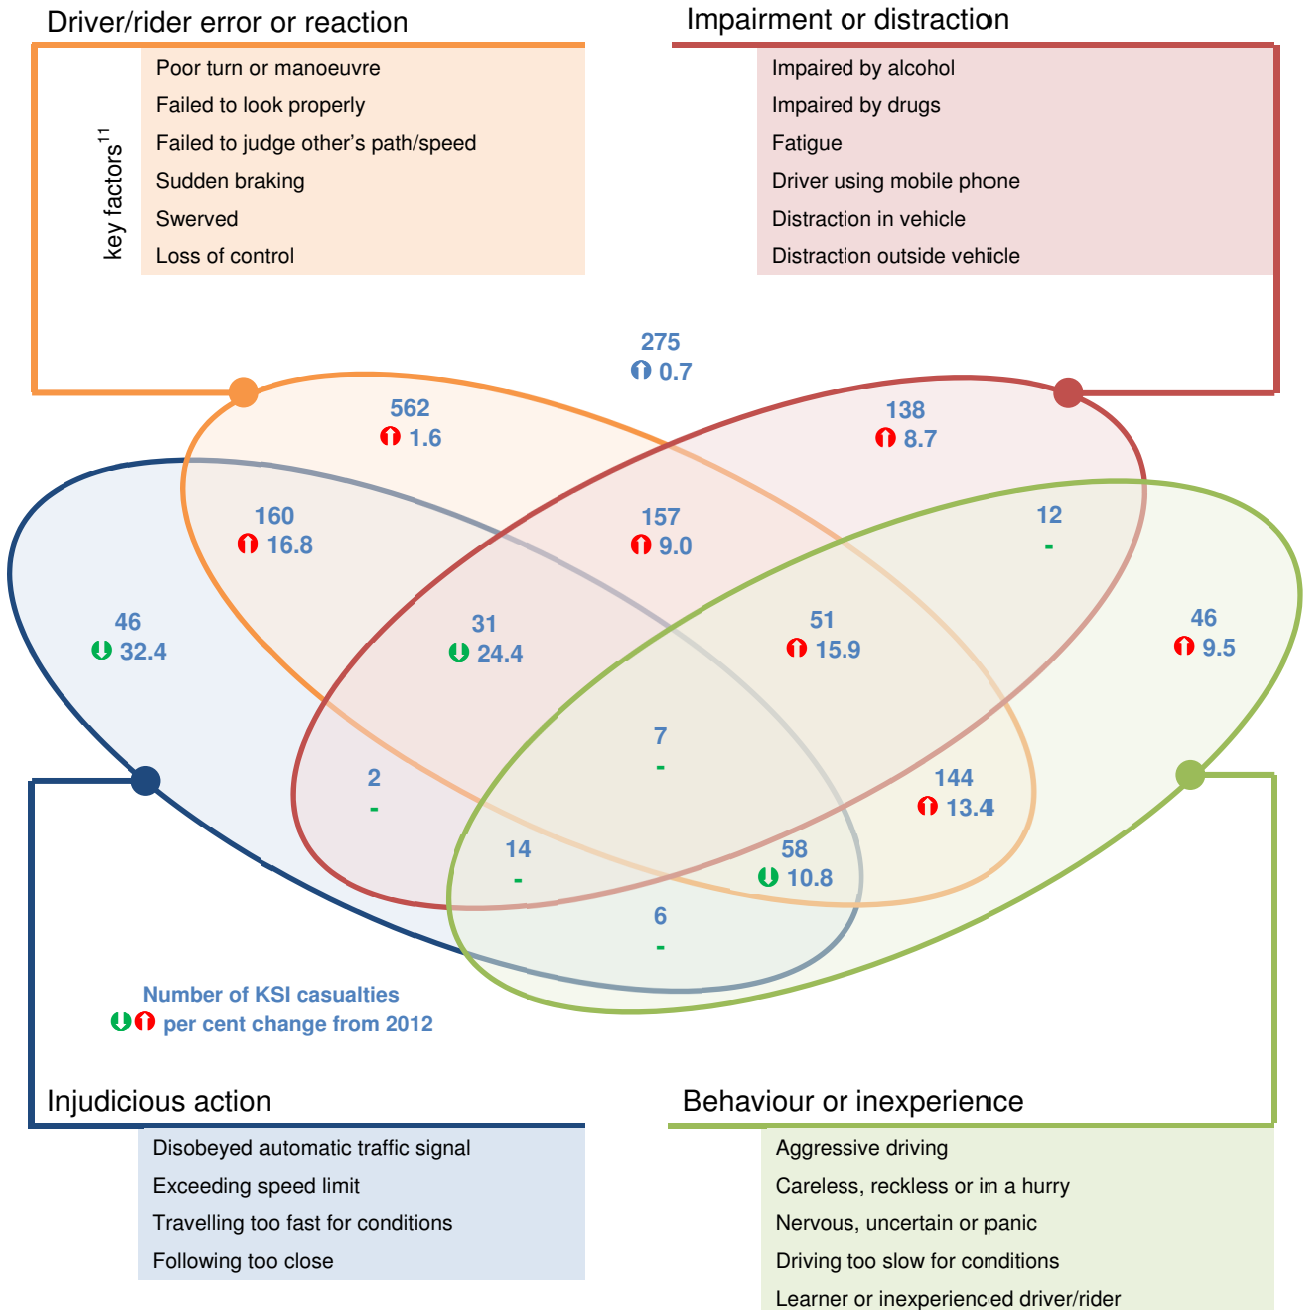 Driver/rider error or reaction
Impairment or distraction
key factors11
Poor turn or manoeuvre
Failed to look properly
Failed to judge other's path/speed
Sudden braking
Swerved
Loss of control
Impaired by alcohol
Impaired by drugs
Fatigue
Driver using mobile phone
Distraction in vehicle
Distraction outside vehicle
275
0.7
562
1.6
138
8.7
160
16.8
157
9.0
12
-
46
32.4
31
24.4
51
15.9
46
9.5
7
-
2
-
144
13.4
14
-
58
10.8
6
-
Number of KSI casualties
per cent change from 2012
Injudicious action
Disobeyed automatic traffic signal
Exceeding speed limit
Travelling too fast for conditions
Following too close
Behaviour or inexperience
Aggressive driving
Careless, reckless or in a hurry
Nervous, uncertain or panic
Driving too slow for conditions
Learner or inexperienced driver/rider